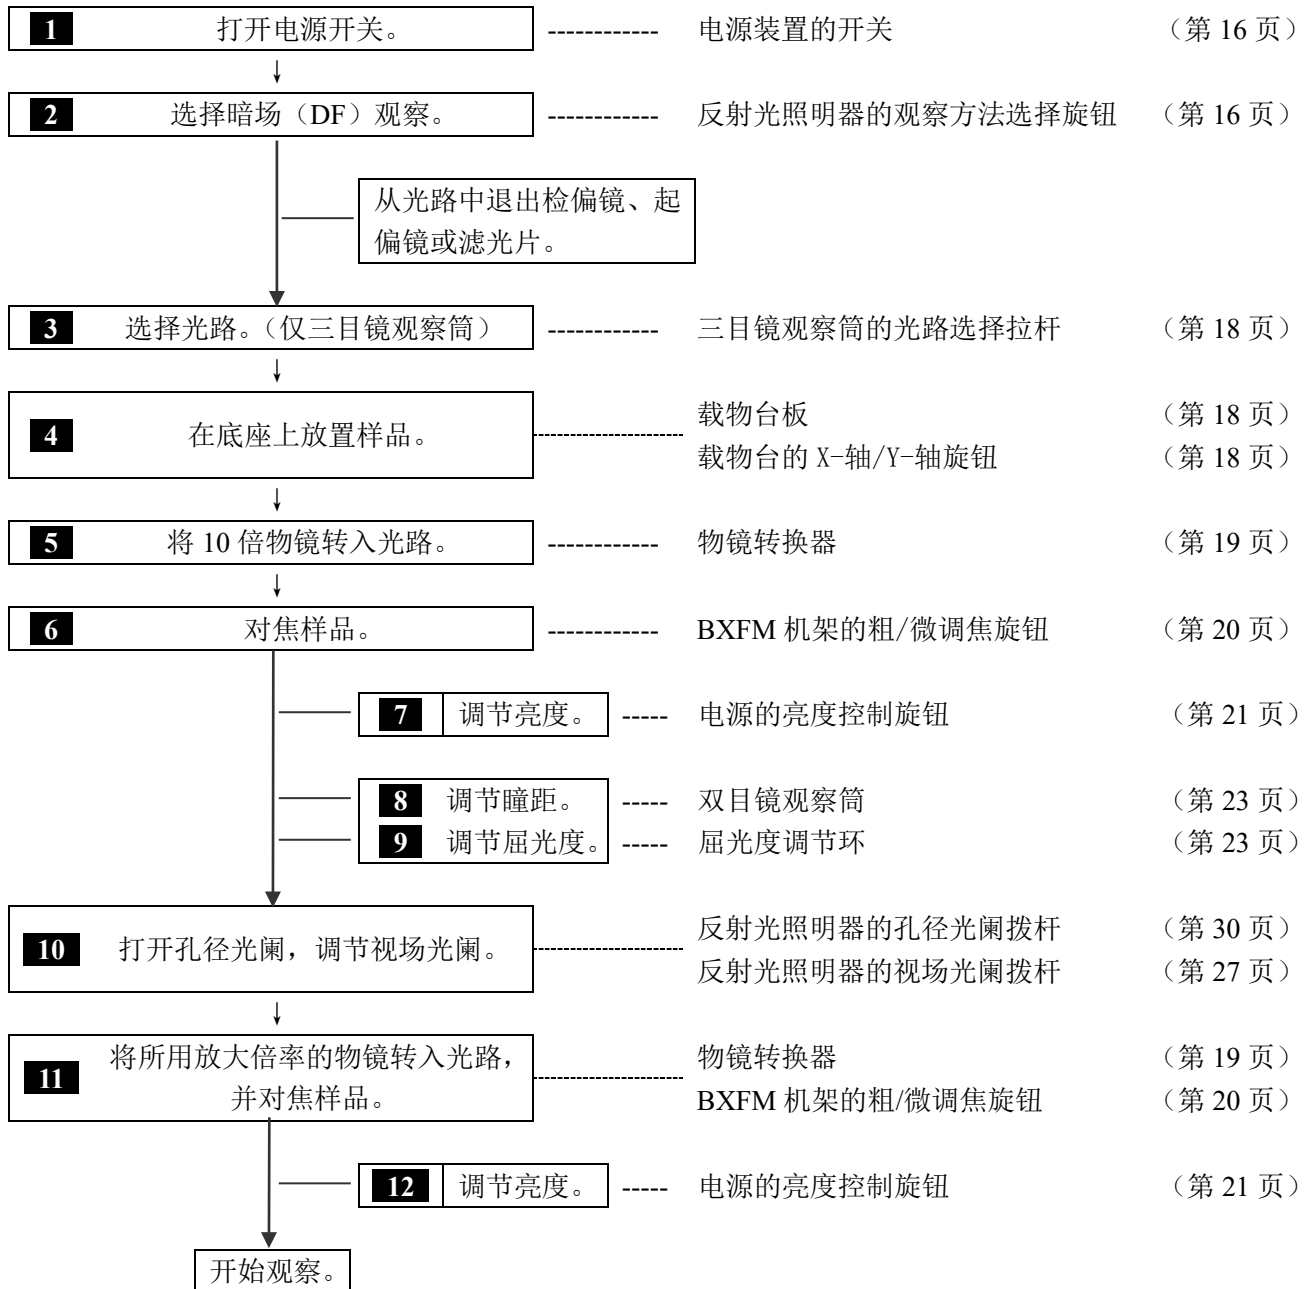 1 打开电源开关。 ------------ 电源装置的开关 （第 16 页）
2 选择暗场（DF）观察。 ------------ 反射光照明器的观察方法选择旋钮 （第 16 页）
从光路中退出检偏镜、起
偏镜或滤光片。
3 选择光路。（仅三目镜观察筒） ------------ 三目镜观察筒的光路选择拉杆 （第 18 页）
4 在底座上放置样品。 载物台板 （第 18 页）
载物台的 X-轴/Y-轴旋钮 （第 18 页）
5 将 10 倍物镜转入光路。 ------------ 物镜转换器 （第 19 页）
6 对焦样品。 ------------ BXFM 机架的粗/微调焦旋钮 （第 20 页）
7 调节亮度。 ----- 电源的亮度控制旋钮 （第 21 页）
8 调节瞳距。 ----- 双目镜观察筒 （第 23 页）
9 调节屈光度。 ----- 屈光度调节环 （第 23 页）
10 打开孔径光阑，调节视场光阑。 反射光照明器的孔径光阑拨杆 （第 30 页）
反射光照明器的视场光阑拨杆 （第 27 页）
11 将所用放大倍率的物镜转入光路， 物镜转换器 （第 19 页）
并对焦样品。 BXFM 机架的粗/微调焦旋钮 （第 20 页）
12 调节亮度。 ----- 电源的亮度控制旋钮 （第 21 页）
开始观察。